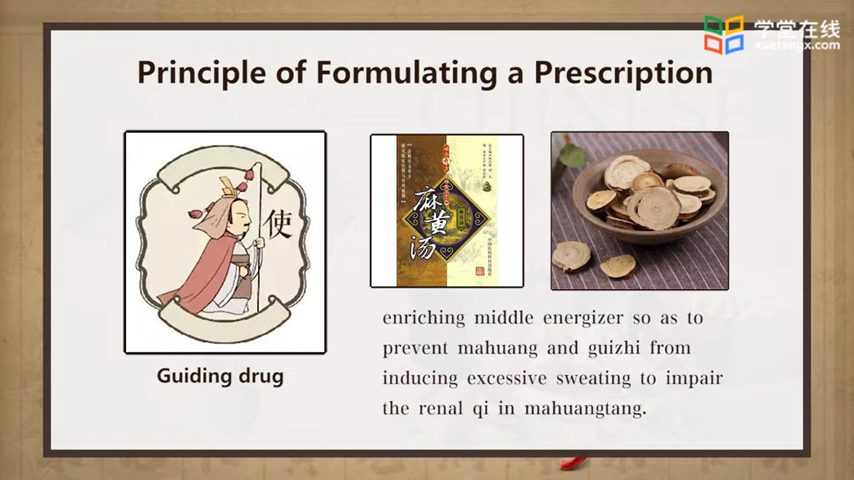 学堂在线
xuetangx.com
Principle of Formulating a Prescription
使
麻黄汤
Guiding drug
enriching middle energizer so as to
prevent mahuang and guizhi from
inducing excessive sweating to impair
the renal qi in mahuangtang.